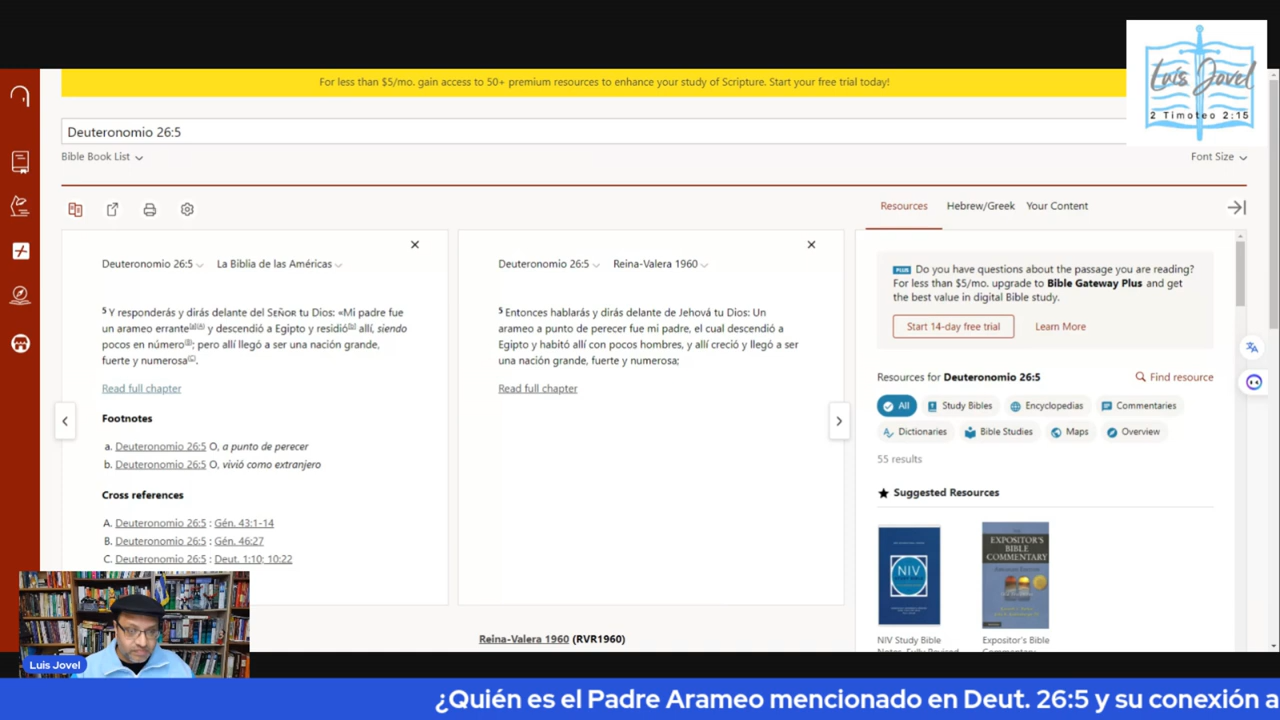 Luis Jovel
2 Timoteo 2:15
For less than $5/mo. gain access to 50+ premium resources to enhance your study of Scripture. Start your free trial today!
Deuteronomio 26:5
Bible Book List
Font Size
Resources Hebrew/Greek Your Content
Deuteronomio 26:5 La Biblia de las Américas
5 Y responderás y dirás delante del SEÑOR tu Dios: «Mi padre fue
un arameo errante[a][A] y descendió a Egipto y residió[b] allí, siendo
pocos en número[B]; pero allí llegó a ser una nación grande,
fuerte y numerosa[C].
Read full chapter
Footnotes
a. Deuteronomio 26:5 O, a punto de perecer
b. Deuteronomio 26:5 O, vivió como extranjero
Cross references
A. Deuteronomio 26:5 : Gén. 43:1-14
B. Deuteronomio 26:5 : Gén. 46:27
C. Deuteronomio 26:5 : Deut. 1:10; 10:22
Deuteronomio 26:5 Reina-Valera 1960
5 Entonces hablarás y dirás delante de Jehová tu Dios: Un
arameo a punto de perecer fue mi padre, el cual descendió a
Egipto y habitó allí con pocos hombres, y allí creció y llegó a ser
una nación grande, fuerte y numerosa;
Read full chapter
Reina-Valera 1960 (RVR1960)
PLUS Do you have questions about the passage you are reading?
For less than $5/mo. upgrade to Bible Gateway Plus and get
the best value in digital Bible study.
Start 14-day free trial Learn More
Resources for Deuteronomio 26:5 Find resource
All Study Bibles Encyclopedias Commentaries
Dictionaries Bible Studies Maps Overview
55 results
Suggested Resources
NIV
EXPOSITOR'S
BIBLE
COMMENTARY
NIV Study Bible
Expositor's Bible
Luis Jovel
¿Quién es el Padre Arameo mencionado en Deut. 26:5 y su conexión a